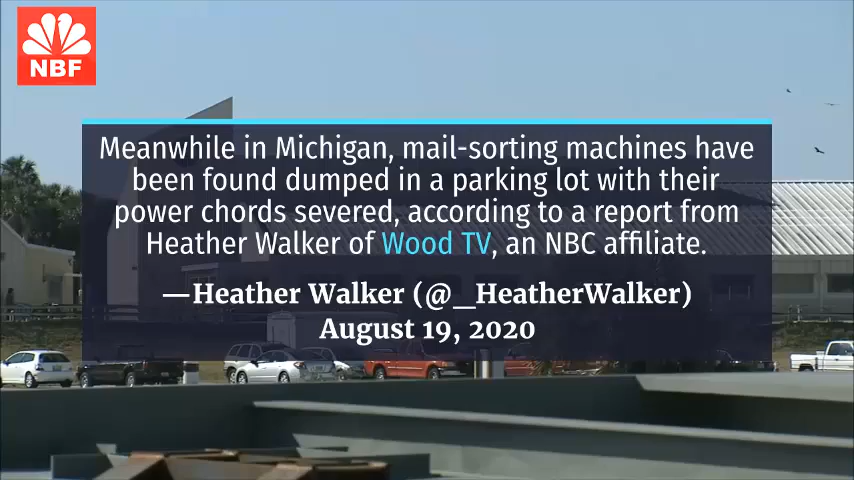 NBF
Meanwhile in Michigan, mail-sorting machines have
been found dumped in a parking lot with their
power chords severed, according to a report from
Heather Walker of Wood TV, an NBC affiliate.
—Heather Walker (@_HeatherWalker)
August 19, 2020